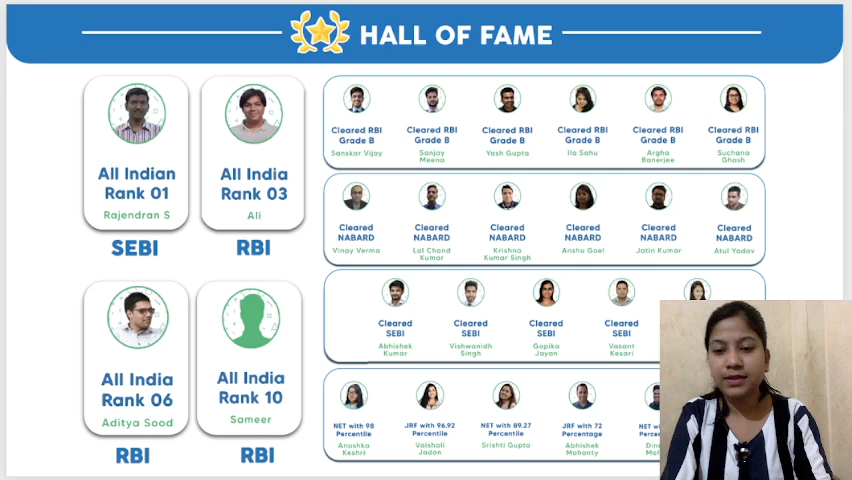 HALL OF FAME
All Indian
Rank 01
Rajendran S
SEBI
All India
Rank 03
Ali
RBI
All India
Rank 06
Aditya Sood
RBI
All India
Rank 10
Sameer
RBI
Cleared RBI
Grade B
Sanskar Vijay
Cleared RBI
Grade B
Sanjay
Meena
Cleared RBI
Grade B
Yash Gupta
Cleared RBI
Grade B
Ila Sahu
Cleared RBI
Grade B
Argha
Banerjee
Cleared RBI
Grade B
Suchana
Ghosh
Cleared
NABARD
Vinay Verma
Cleared
NABARD
Lal Chand
Kumar
Cleared
NABARD
Krishna
Kumar Singh
Cleared
NABARD
Anshu Goel
Cleared
NABARD
Jatin Kumar
Cleared
NABARD
Atul Yadav
Cleared
SEBI
Abhishek
Kumar
Cleared
SEBI
Vishwanidh
Singh
Cleared
SEBI
Gopika
Jayan
Cleared
SEBI
Vasant
Kesari
NET with 98
Percentile
Anushka
Keshri
JRF with 96.92
Percentile
Vaishali
Jadon
NET with 89.27
Percentile
Srishti Gupta
JRF with 72
Percentage
Abhishek
Mohanty